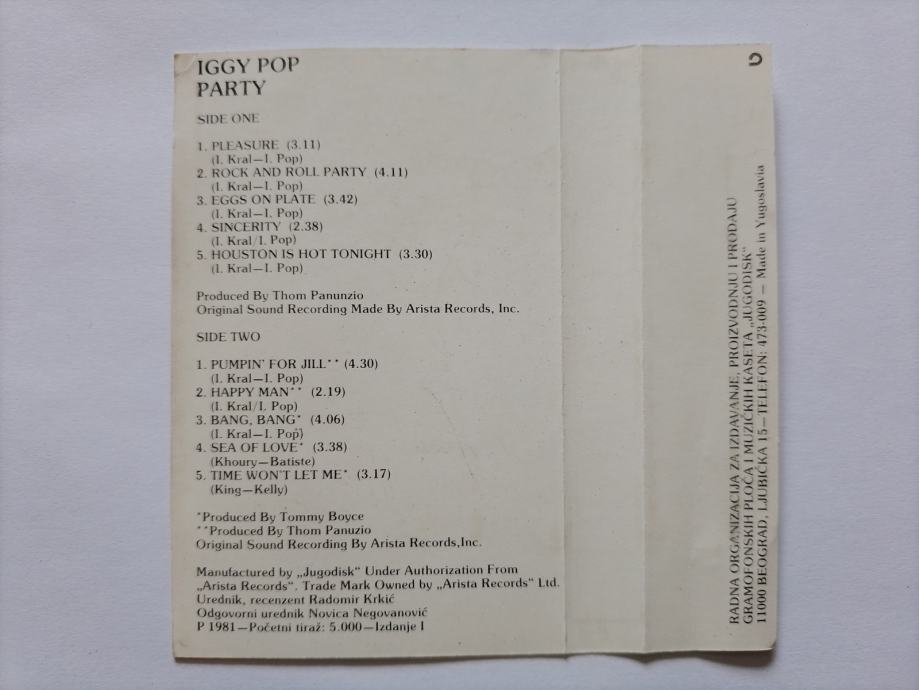 IGGY POP
PARTY
SIDE ONE
1. PLEASURE (3.11)
(I. Kral—I. Pop)
2. ROCK AND ROLL PARTY (4.11)
(I. Kral—I. Pop)
3. EGGS ON PLATE (3.42)
(I. Kral—I. Pop)
4. SINCERITY (2.38)
(I. Kral/I. Pop)
5. HOUSTON IS HOT TONIGHT (3.30)
(I. Kral—I. Pop)
Produced By Thom Panunzio
Original Sound Recording Made By Arista Records, Inc.
SIDE TWO
1. PUMPIN' FOR JILL** (4.30)
(I. Kral—I. Pop)
2. HAPPY MAN** (2.19)
(I. Kral/I. Pop)
3. BANG, BANG* (4.06)
(I. Kral—I. Pop)
4. SEA OF LOVE* (3.38)
(Khoury—Batiste)
5. TIME WON'T LET ME* (3.17)
(King—Kelly)
*Produced By Tommy Boyce
**Produced By Thom Panuzio
Original Sound Recording By Arista Records,Inc.
Manufactured by „Jugodisk“ Under Authorization From
„Arista Records“. Trade Mark Owned by „Arista Records“ Ltd.
Urednik, recenzent Radomir Krkić
Odgovorni urednik Novica Negovanović
P 1981—Početni tiraž: 5.000—Izdanje I
RADNA ORGANIZACIJA ZA IZDAVANJE, PROIZVODNJU I PRODAJU
GRAMOFONSKIH PLOČA I MUZIČKIH KASETA „JUGODISK“
11000 BEOGRAD, LJUBIČKA 15—TELEFON: 473-009 — Made in Yugoslavia